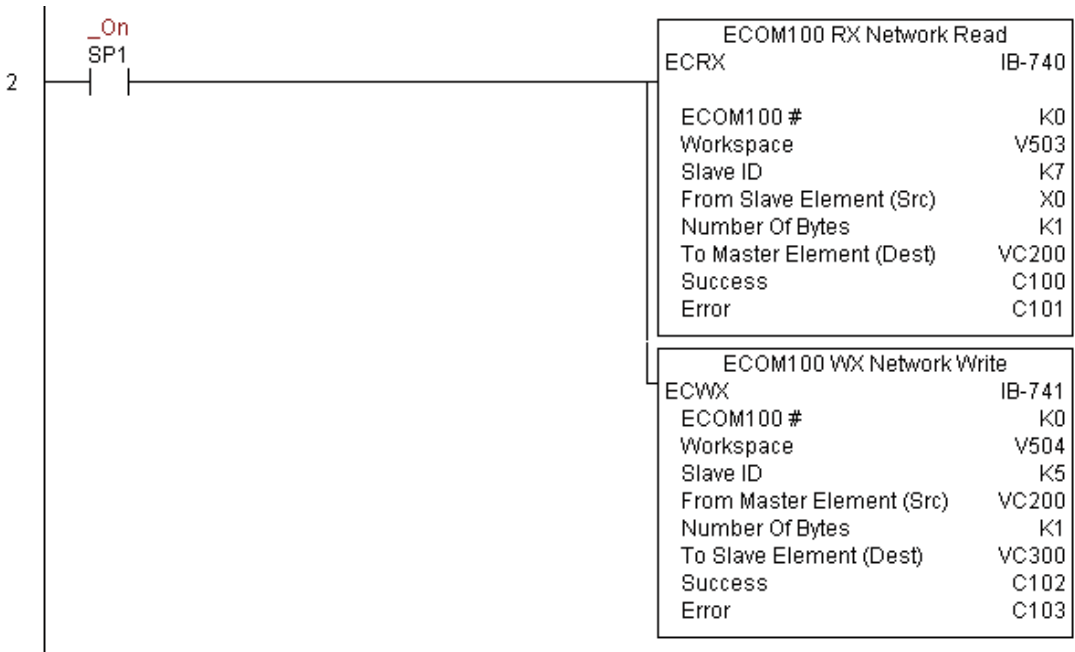 _On
SP1
2
ECOM100 RX Network Read
ECRX IB-740
ECOM100 # K0
Workspace V503
Slave ID K7
From Slave Element (Src) X0
Number Of Bytes K1
To Master Element (Dest) VC200
Success C100
Error C101
ECOM100 WX Network Write
ECWX IB-741
ECOM100 # K0
Workspace V504
Slave ID K5
From Master Element (Src) VC200
Number Of Bytes K1
To Slave Element (Dest) VC300
Success C102
Error C103